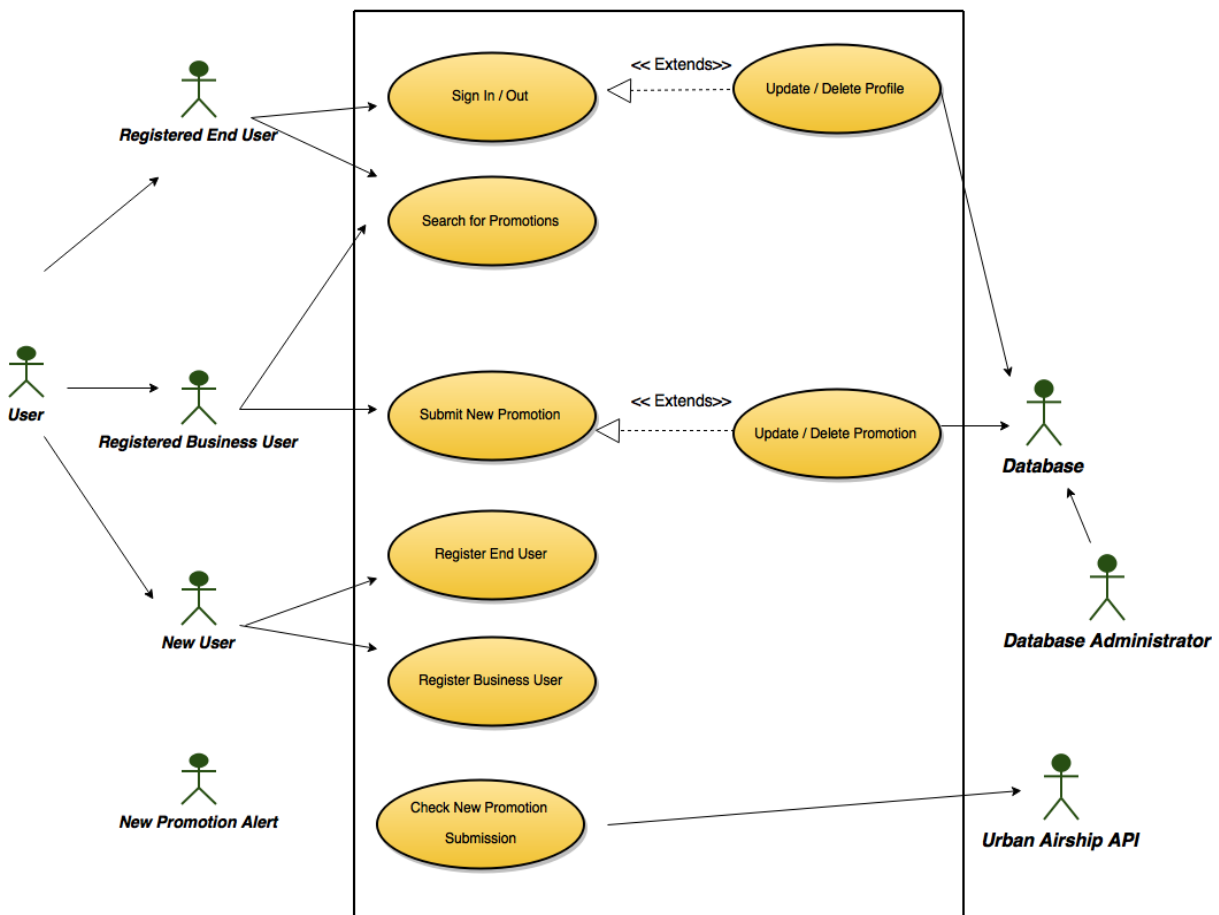 << Extends>>
Sign In / Out
Update / Delete Profile
Registered End User
Search for Promotions
<< Extends>>
User
Registered Business User
Submit New Promotion
Update / Delete Promotion
Database
Register End User
New User
Database Administrator
Register Business User
New Promotion Alert
Check New Promotion
Submission
Urban Airship API